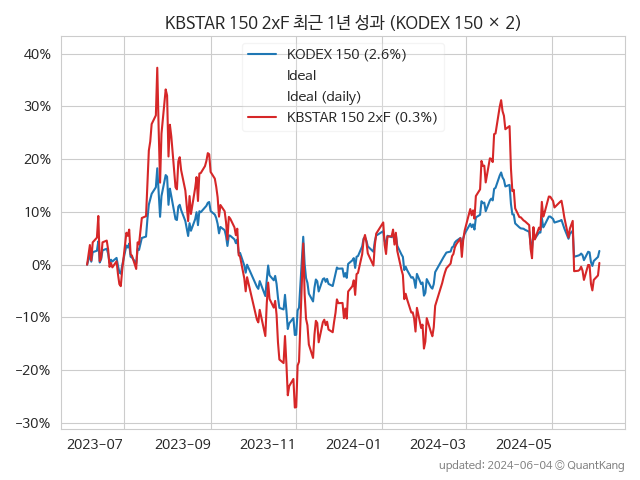 KBSTAR 150 2xF 최근 1년 성과 (KODEX 150 × 2)
KODEX 150 (2.6%)
Ideal
Ideal (daily)
KBSTAR 150 2xF (0.3%)
40%
30%
20%
10%
0%
−10%
−20%
−30%
2023-07
2023-09
2023-11
2024-01
2024-03
2024-05
updated: 2024-06-04 © QuantKang